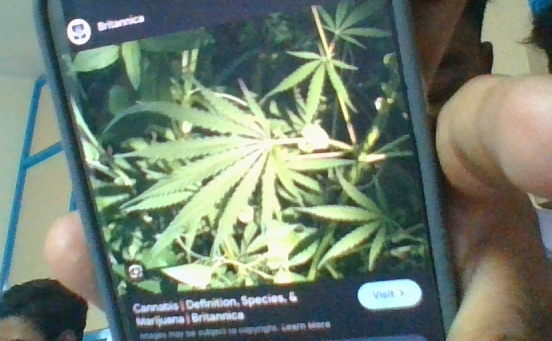 Britannica
Cannabis | Definition, Species, &
Marijuana | Britannica
Visit >
Images may be subject to copyright. Learn More